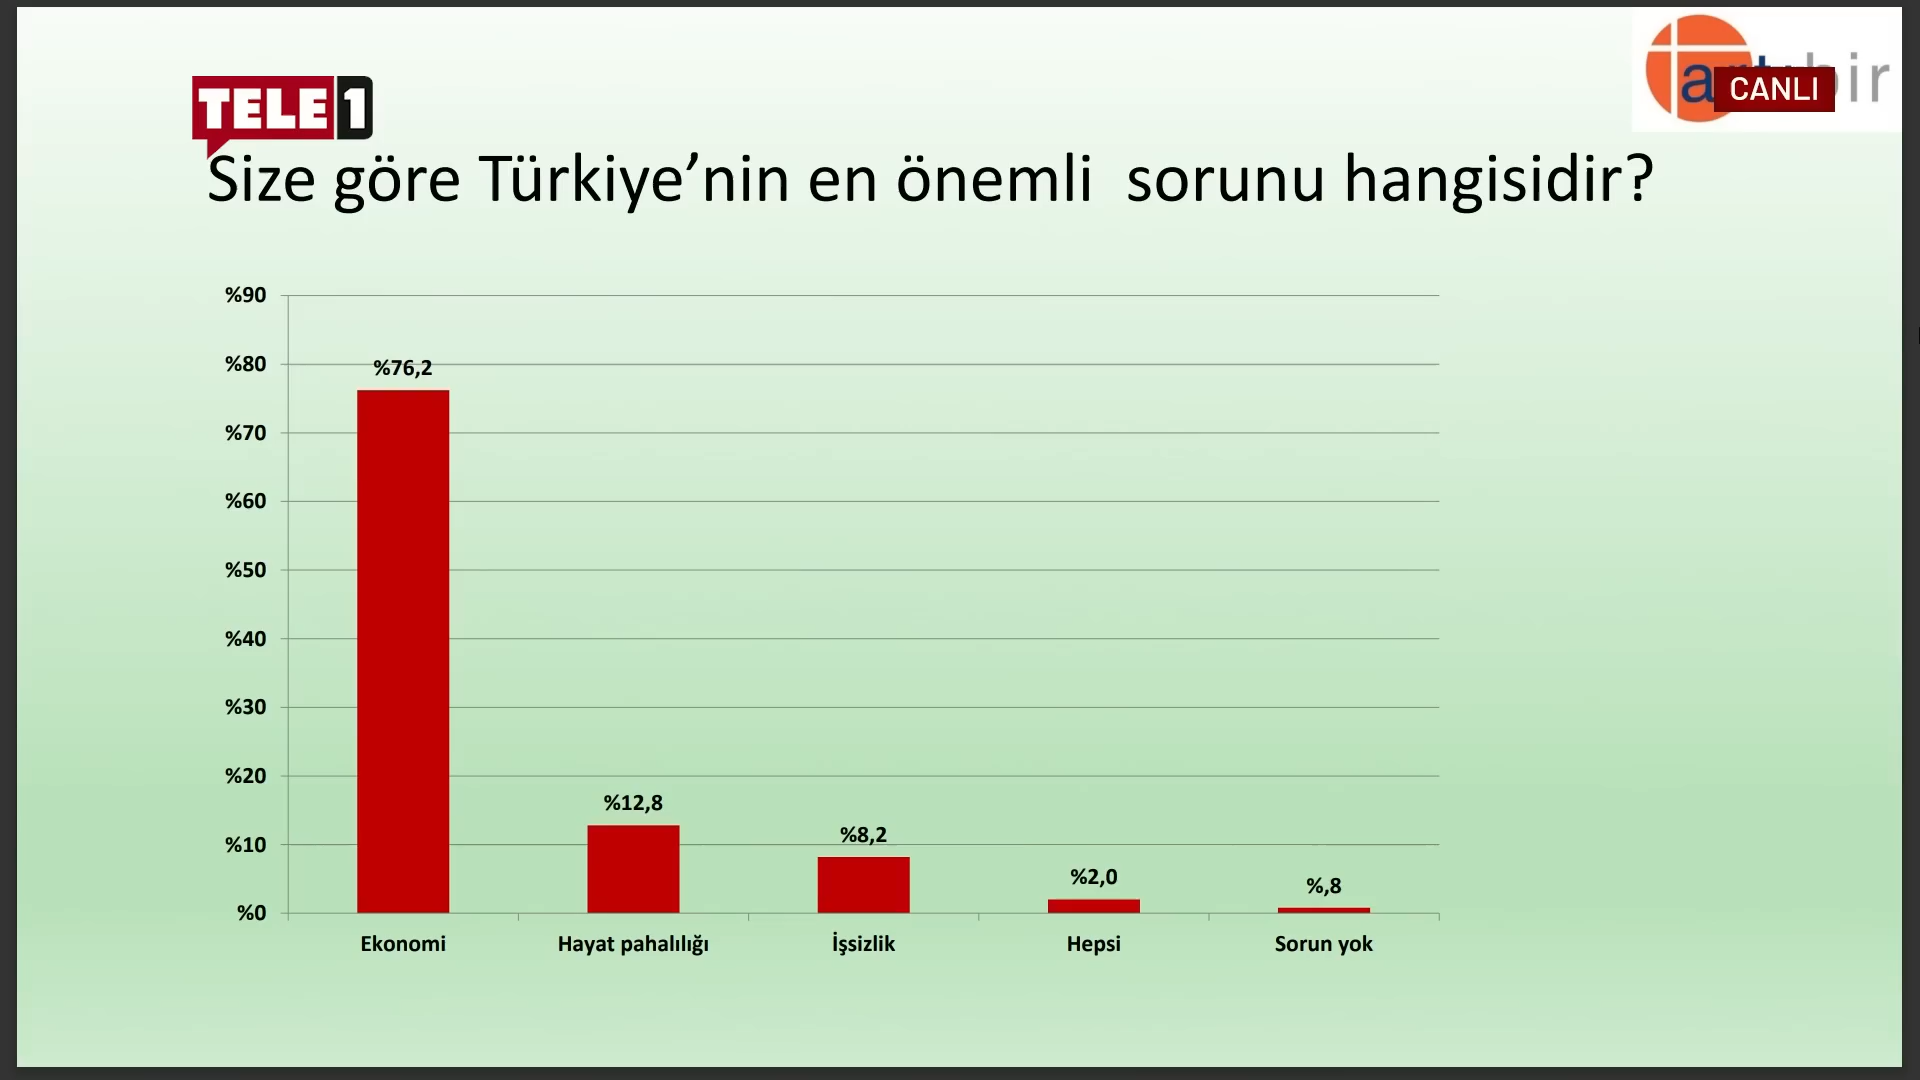 TELE1
CANLI
bir
Size göre Türkiye’nin en önemli  sorunu hangisidir?
%90
%80
%70
%60
%50
%40
%30
%20
%10
%0
%76,2
%12,8
%8,2
%2,0
%,8
Ekonomi
Hayat pahalılığı
İşsizlik
Hepsi
Sorun yok